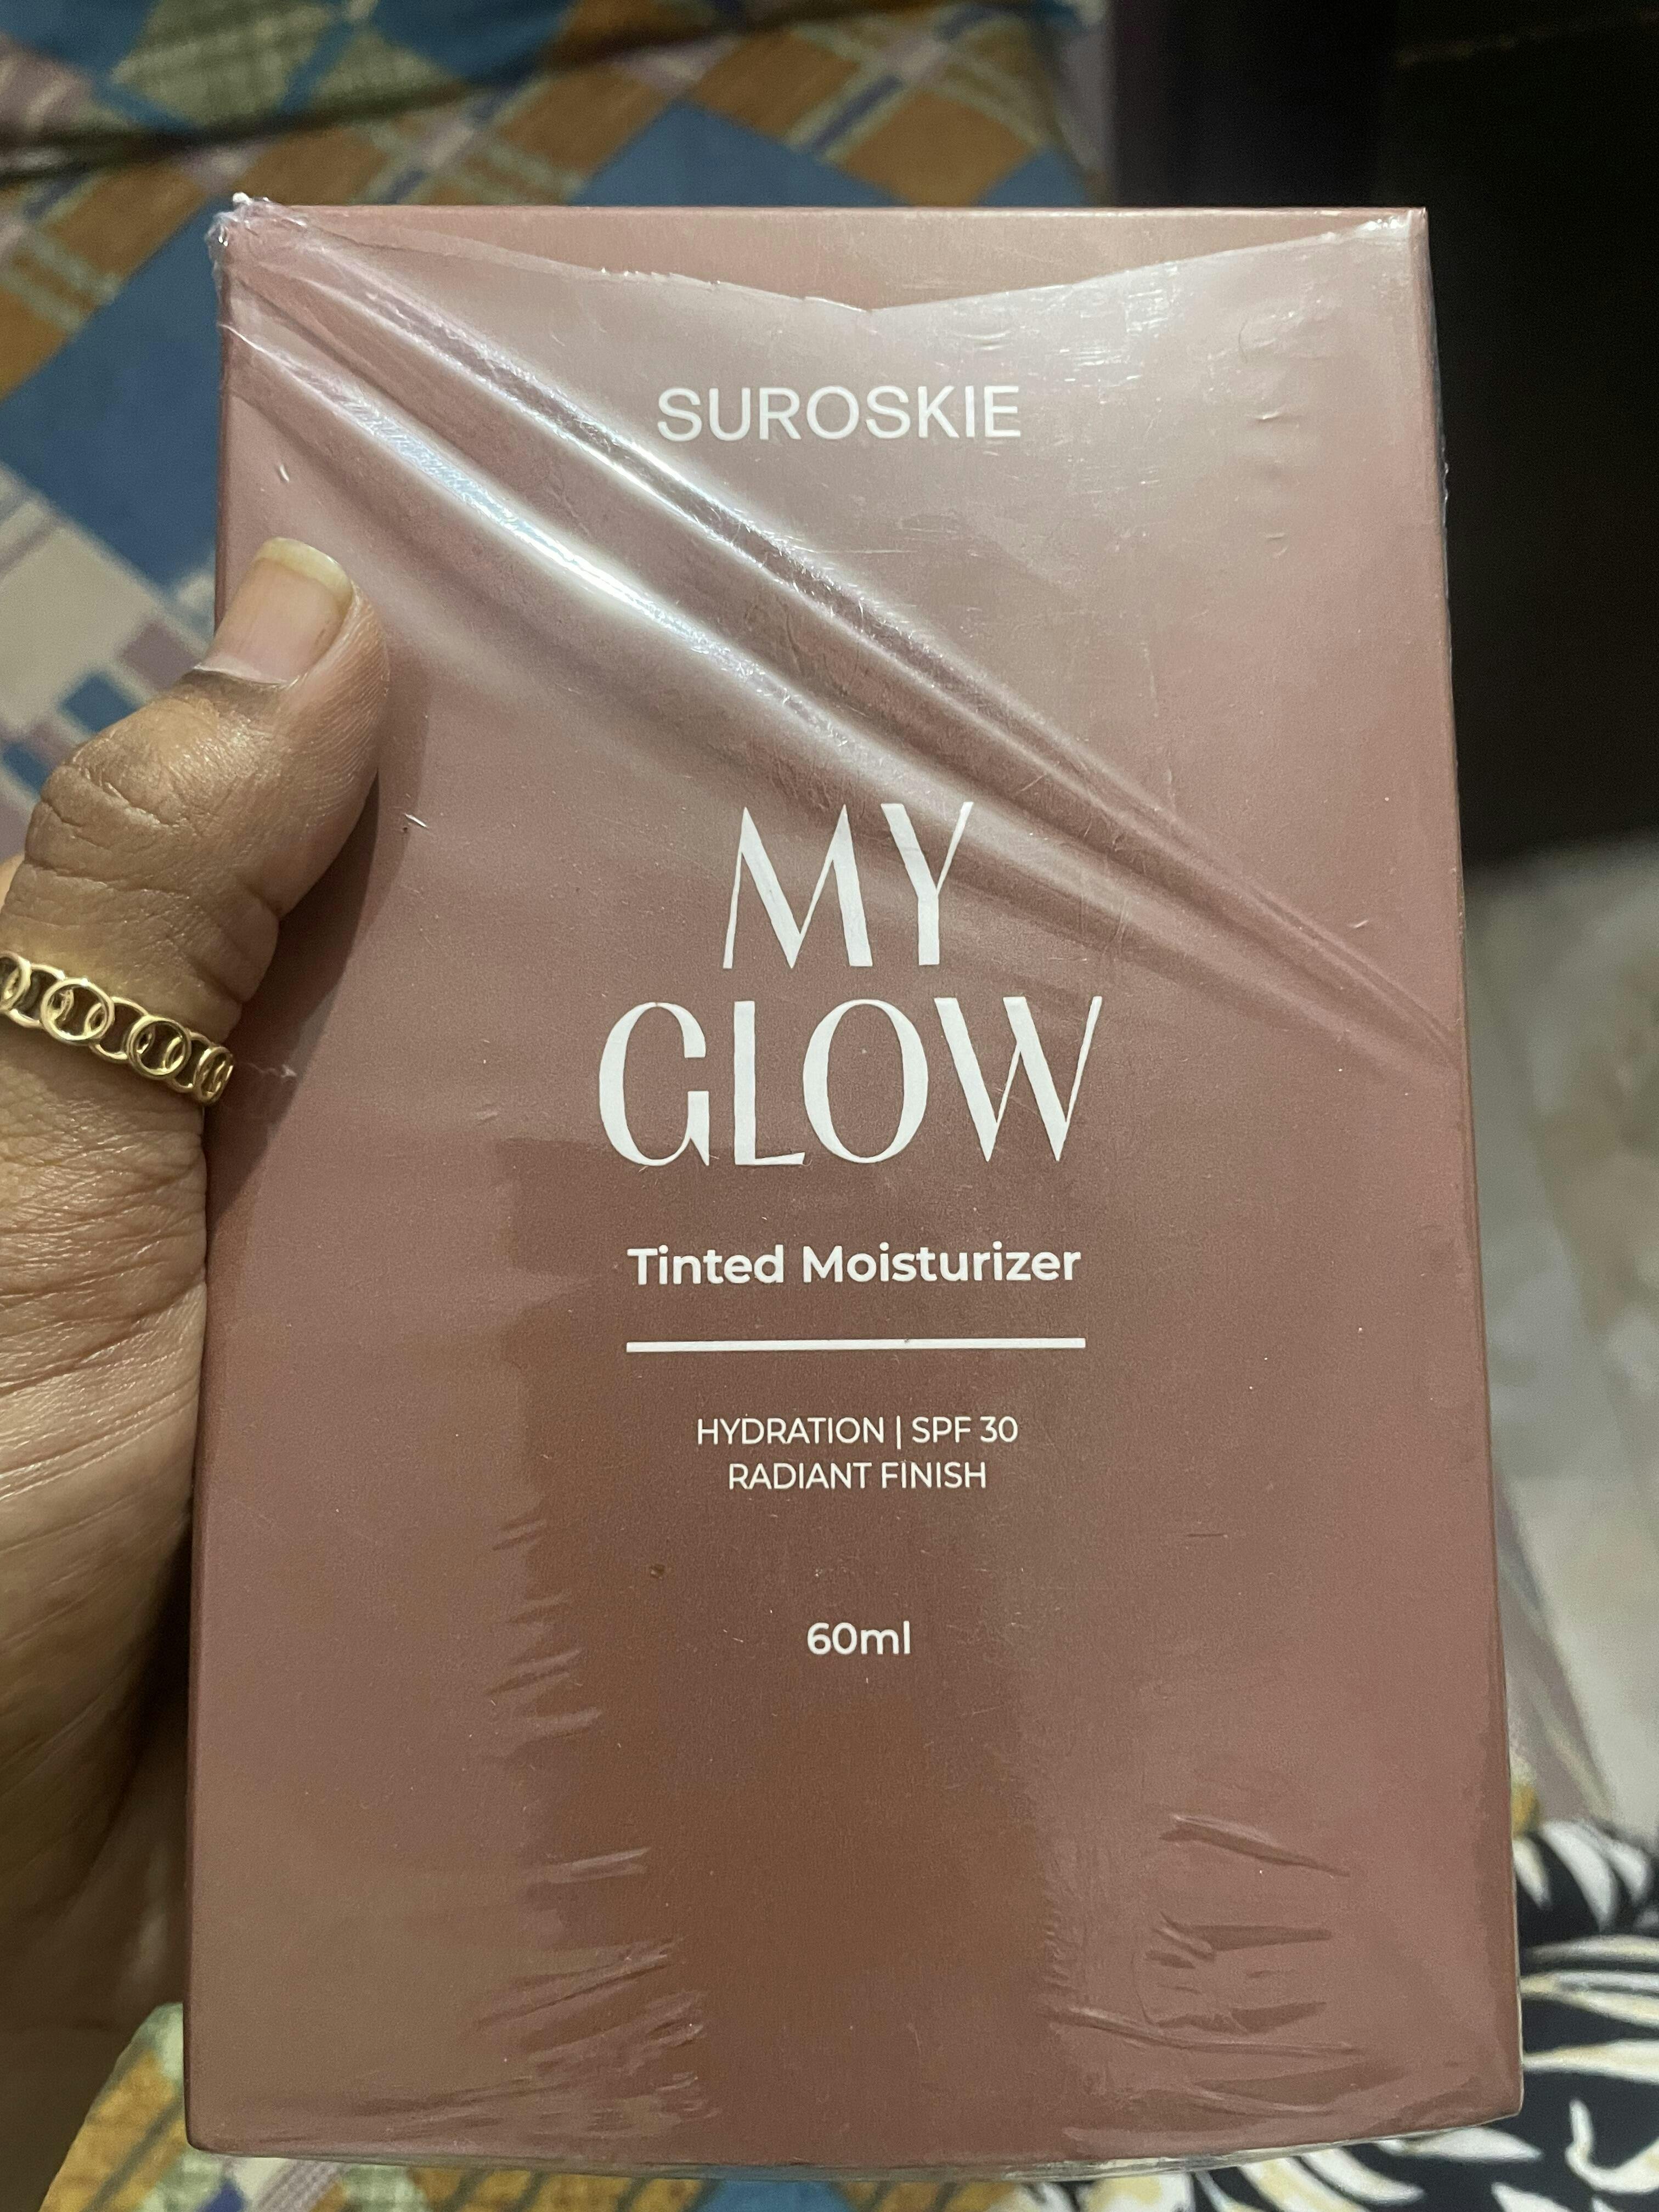 SUROSKIE
MY
GLOW
Tinted Moisturizer
HYDRATION | SPF 30
RADIANT FINISH
60ml